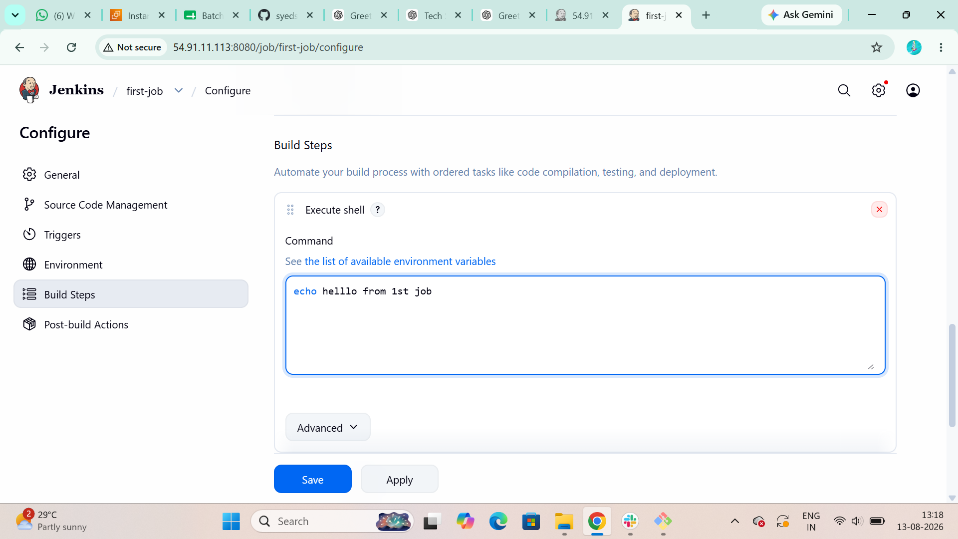 (6) W
Instan
Batch
syeds
Greet
Tech
Greet
54.91
first-j
Ask Gemini
Not secure
54.91.11.113:8080/job/first-job/configure
Jenkins / first-job / Configure
Configure
General
Source Code Management
Triggers
Environment
Build Steps
Post-build Actions
Build Steps
Automate your build process with ordered tasks like code compilation, testing, and deployment.
Execute shell ?
Command
See the list of available environment variables
echo helllo from 1st job
Advanced
Save
Apply
2
29°C
Partly sunny
Search
ENG
IN
13:18
13-08-2026